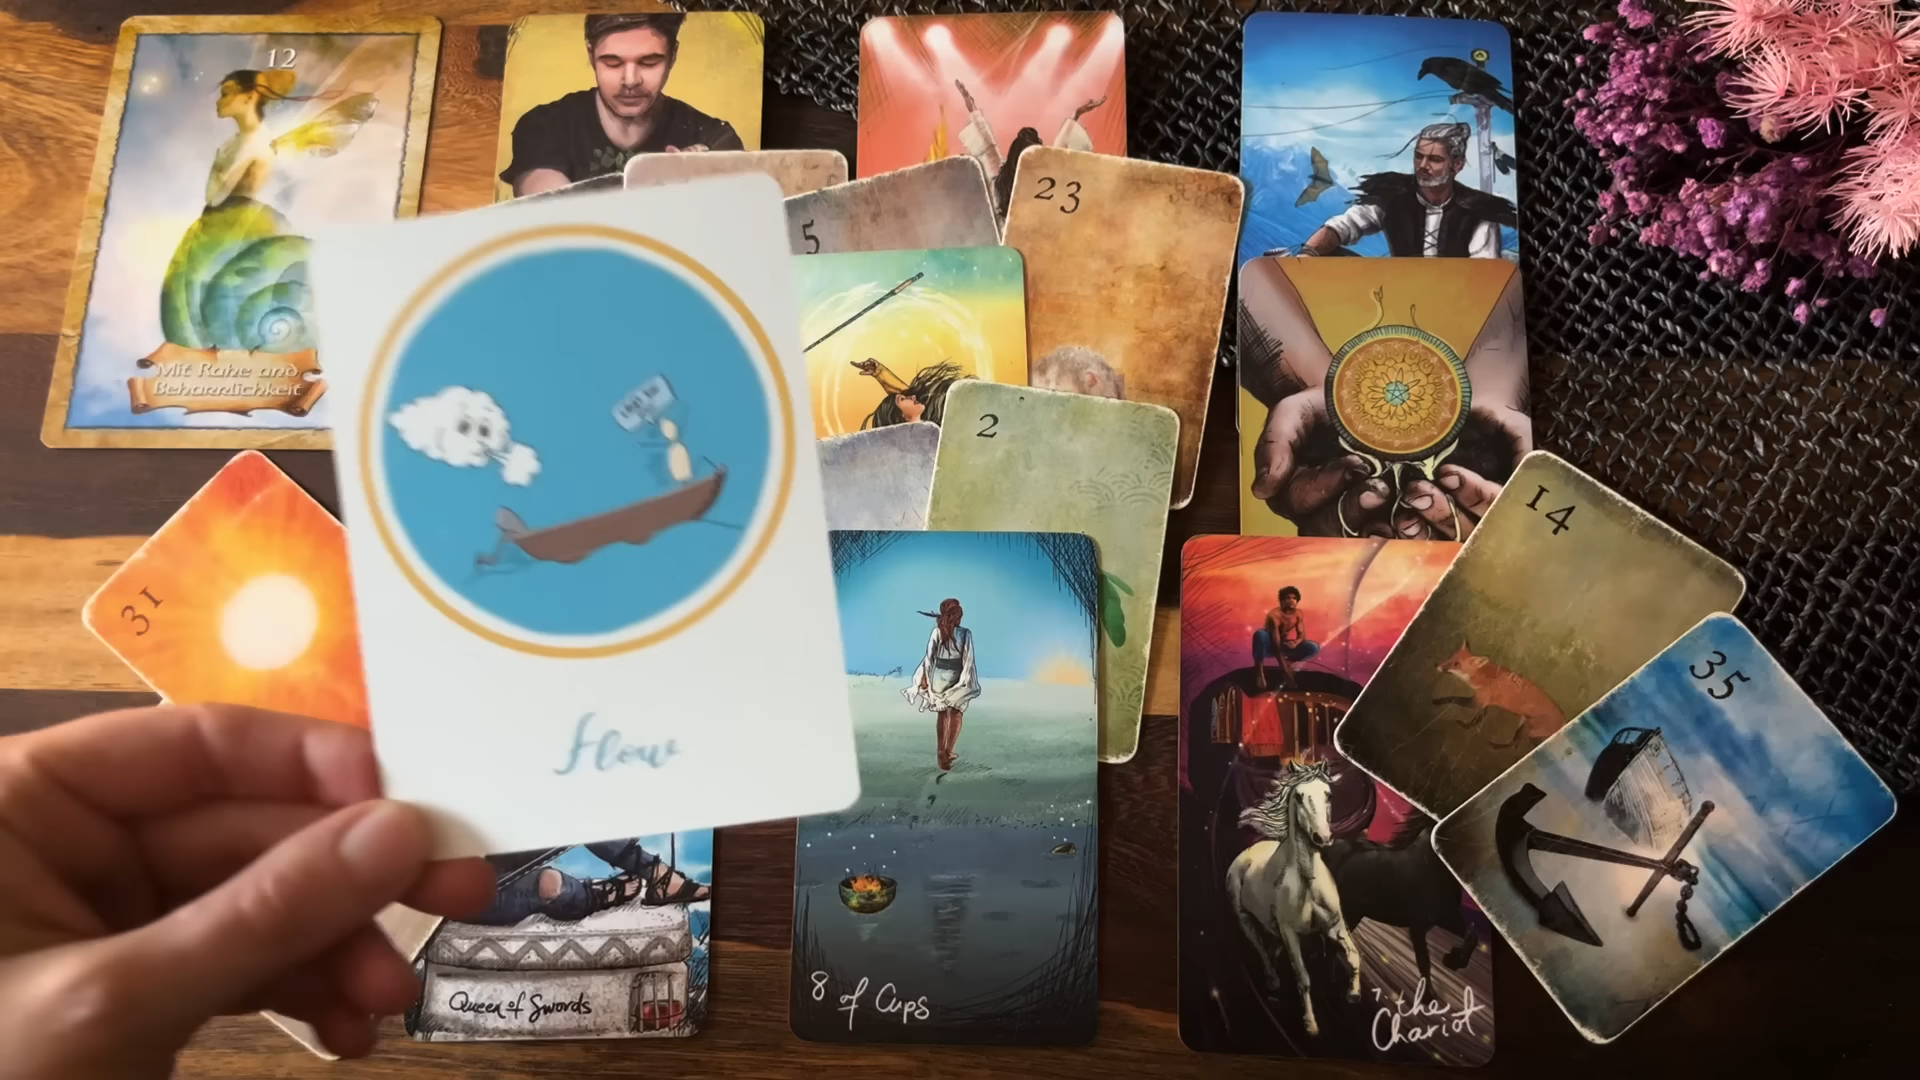 12
Mit Ruhe und
Beharrlichkeit
5
23
2
31
14
35
flow
Queen of Swords
8 of Cups
7. the
Chariot